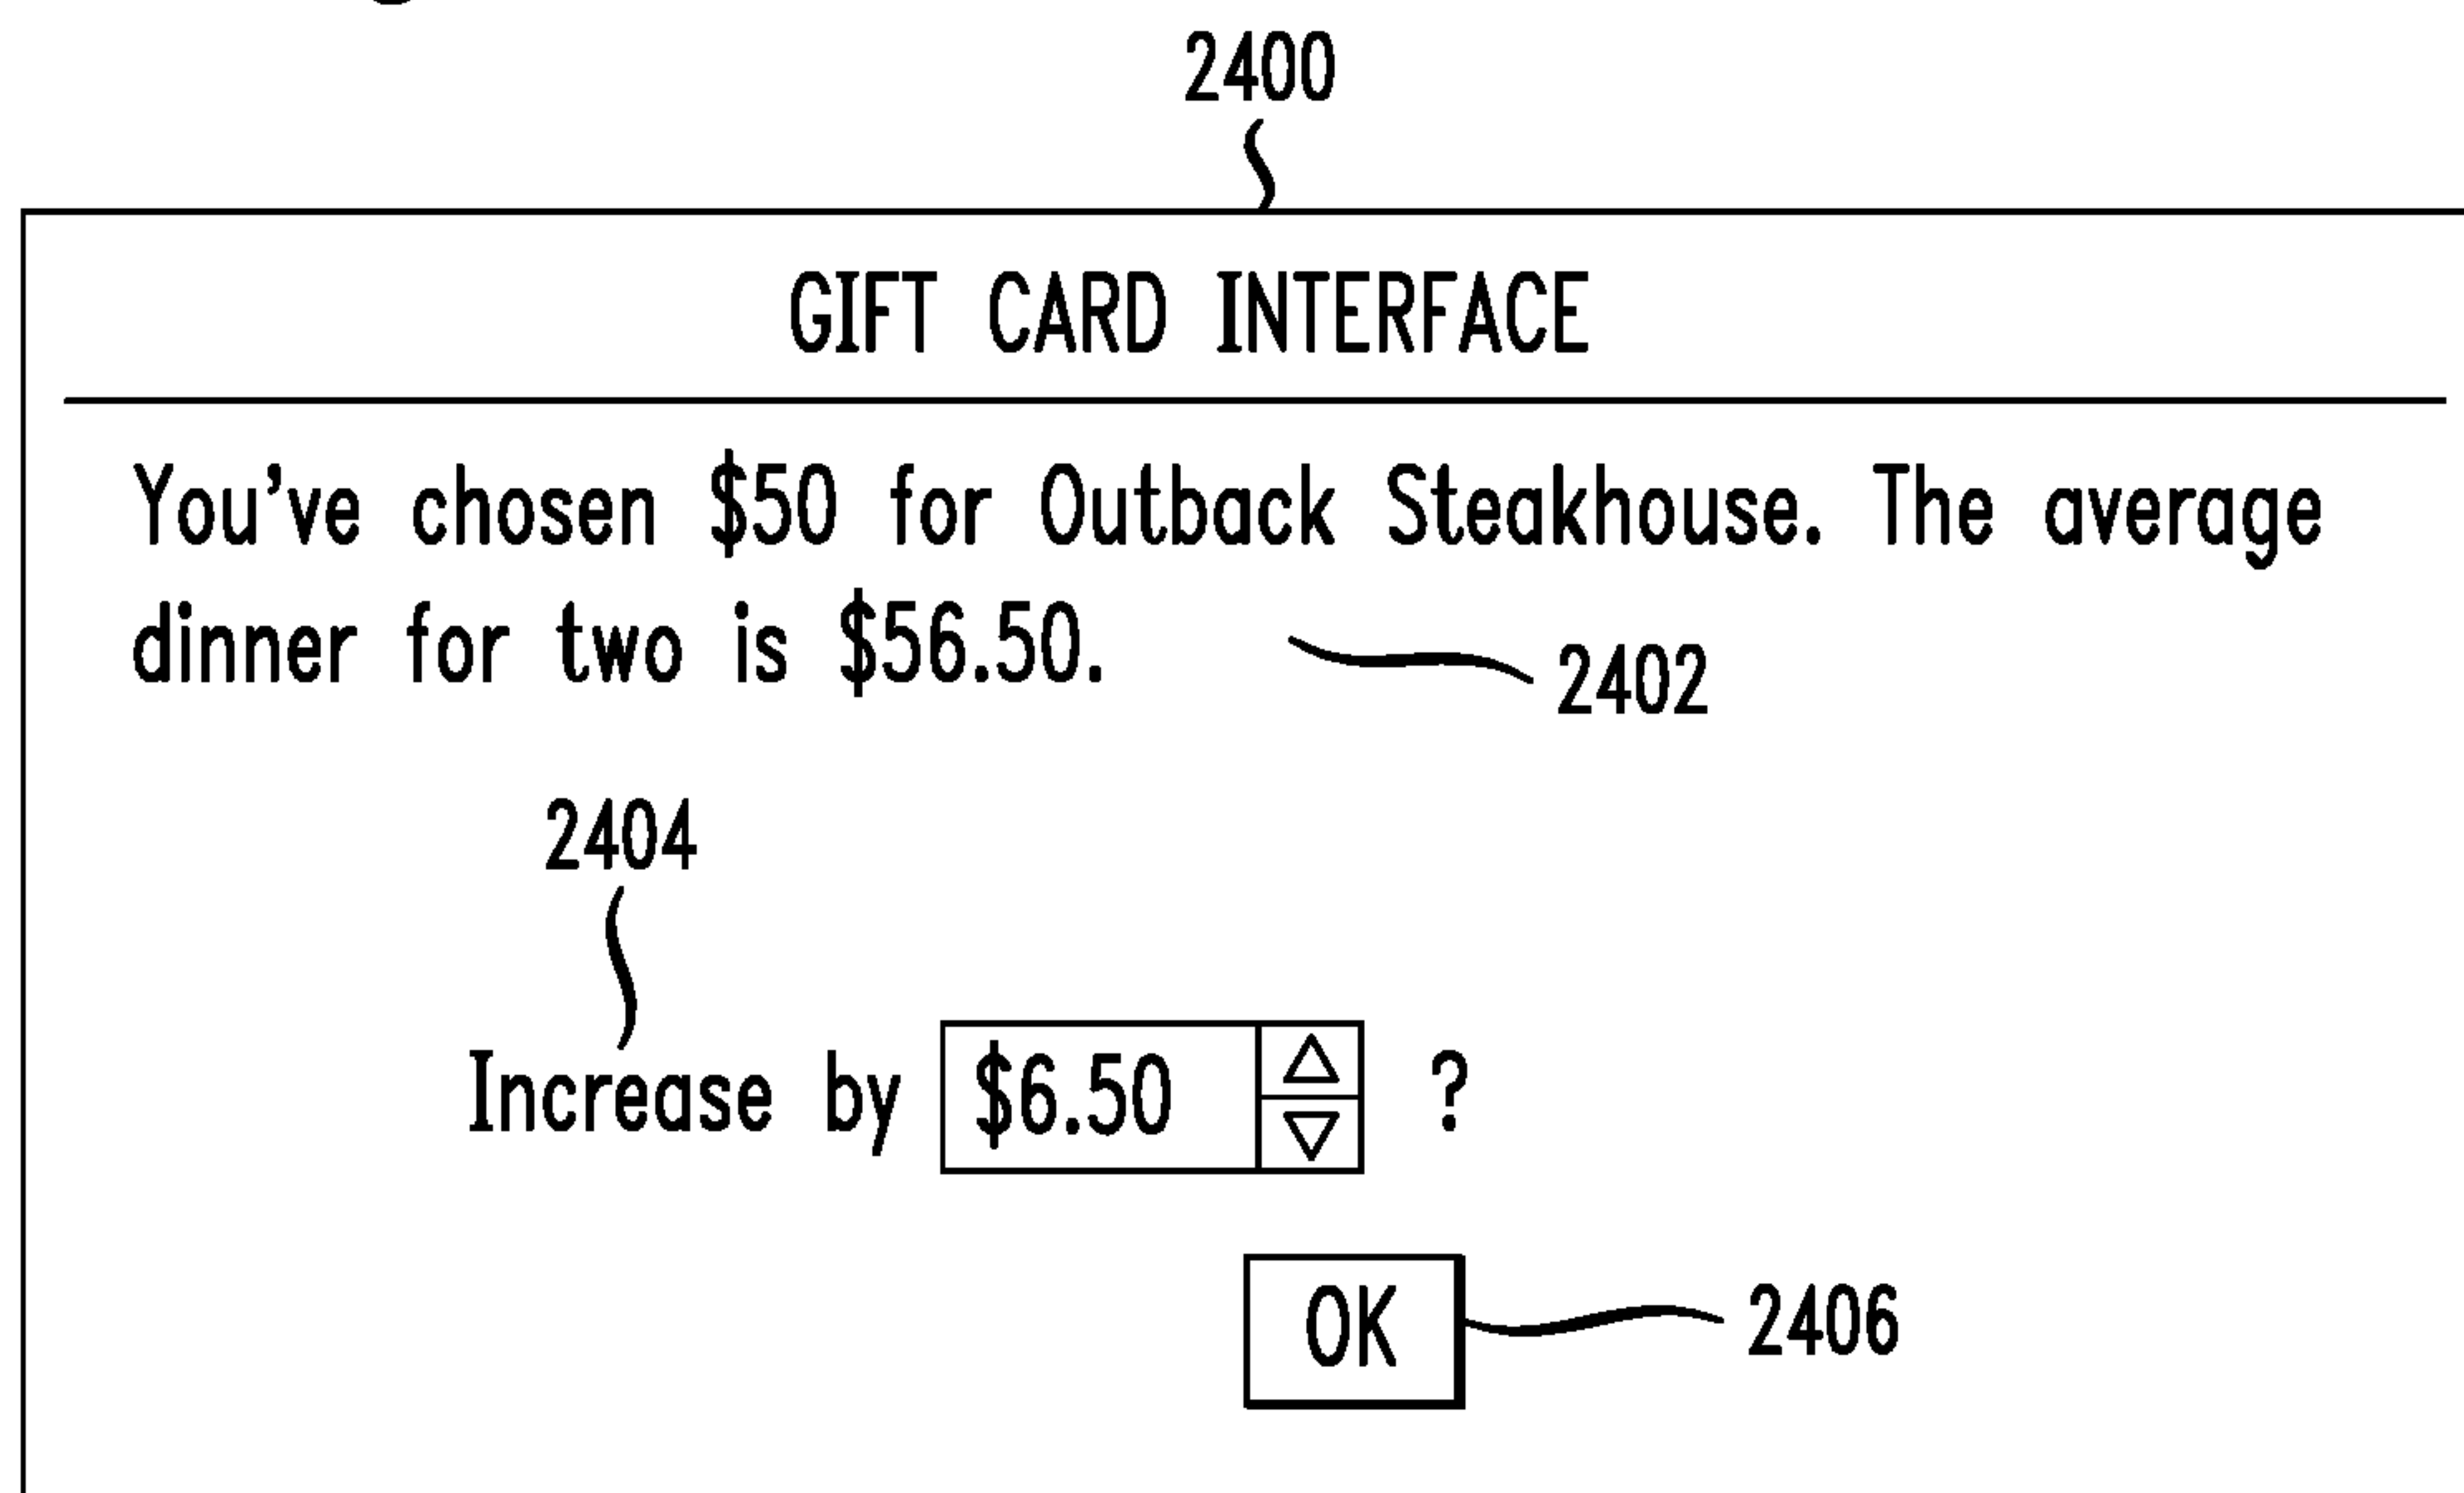 2400
GIFT CARD INTERFACE
You've chosen $50 for Outback Steakhouse. The average
dinner for two is $56.50.
2402
2404
Increase by $6.50 ?
OK 2406